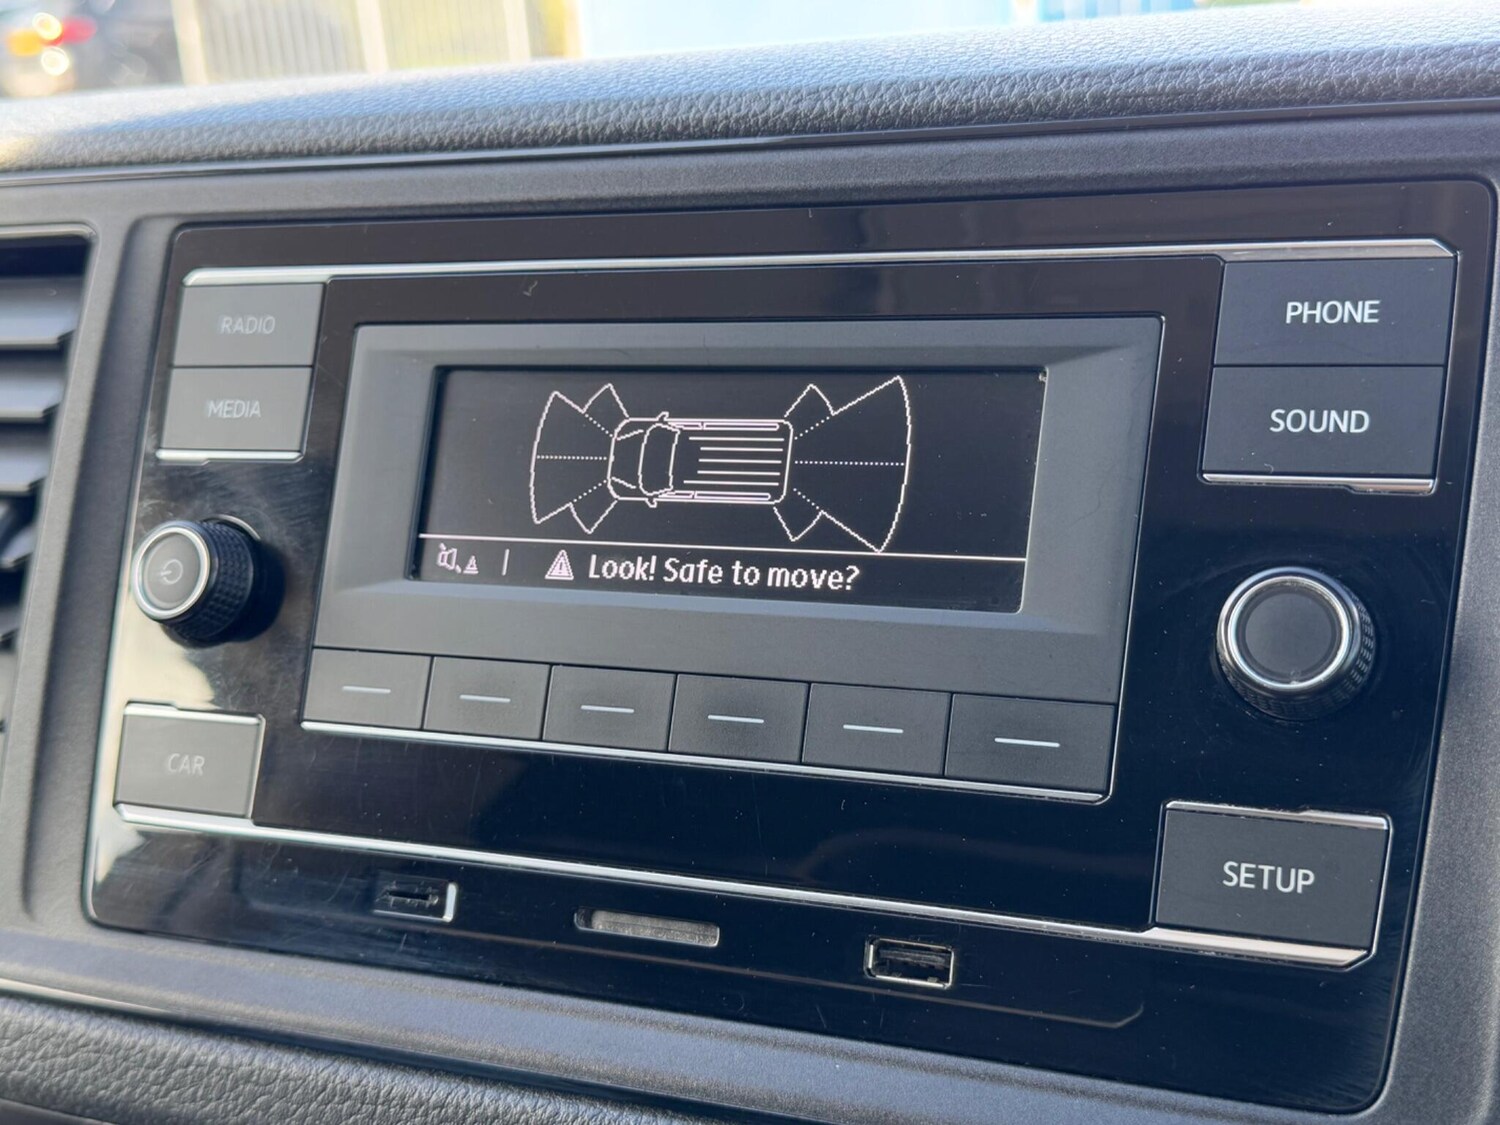 RADIO
MEDIA
PHONE
SOUND
Look! Safe to move?
CAR
SETUP